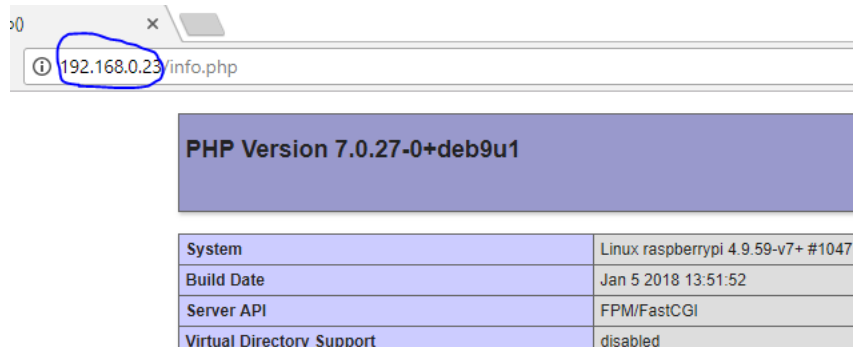 192.168.0.23/info.php
PHP Version 7.0.27-0+deb9u1
System Linux raspberrypi 4.9.59-v7+ #1047
Build Date Jan 5 2018 13:51:52
Server API FPM/FastCGI
Virtual Directory Support disabled